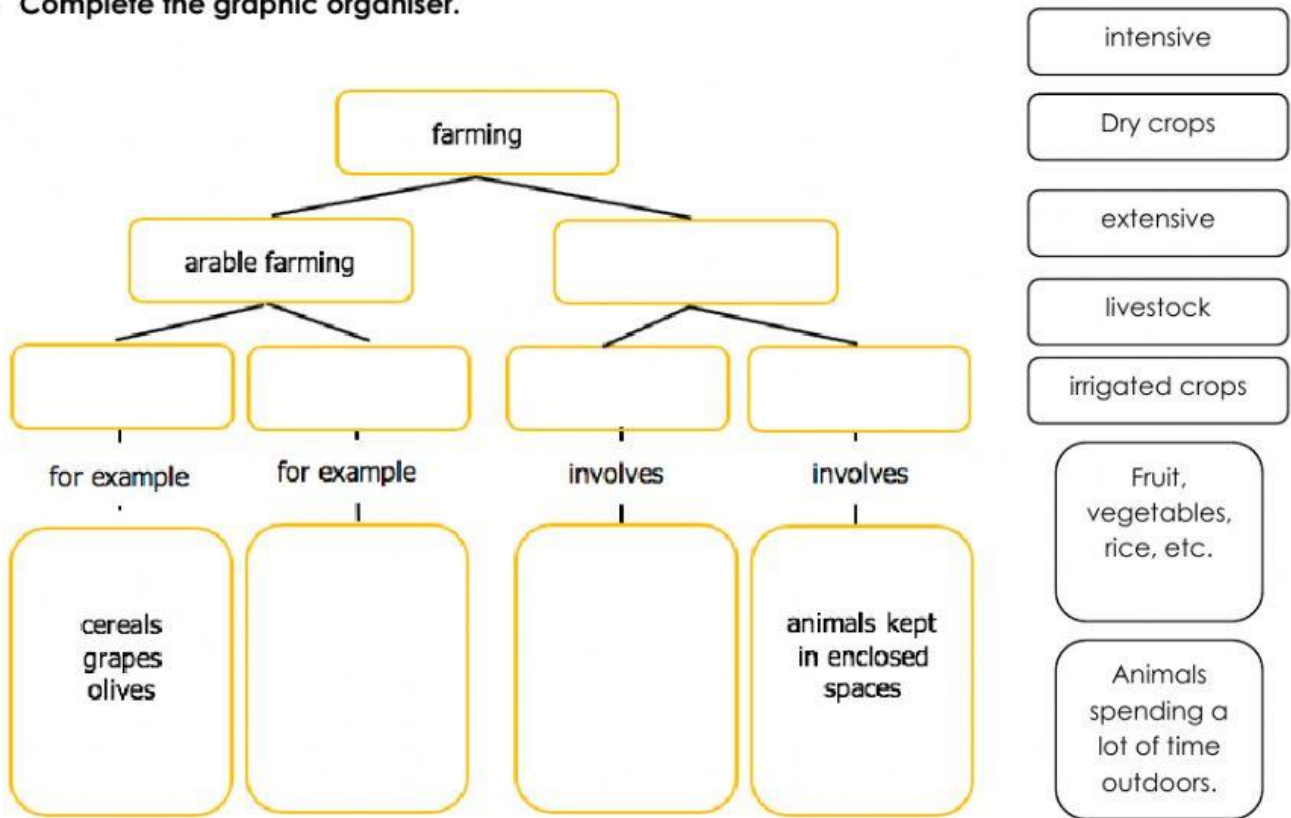 Complete the graphic organiser.
farming
arable farming
for example
for example
involves
involves
cereals
grapes
olives
animals kept
in enclosed
spaces
intensive
Dry crops
extensive
livestock
irrigated crops
Fruit,
vegetables,
rice, etc.
Animals
spending a
lot of time
outdoors.